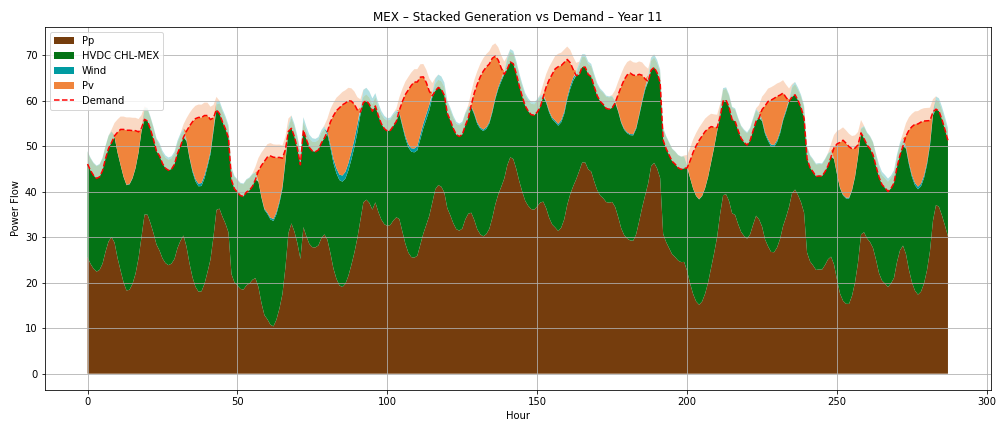 MEX – Stacked Generation vs Demand – Year 11
Pp
HVDC CHL-MEX
Wind
Pv
Demand
Power Flow
70
60
50
40
30
20
10
0
0 50 100 150 200 250 300
Hour